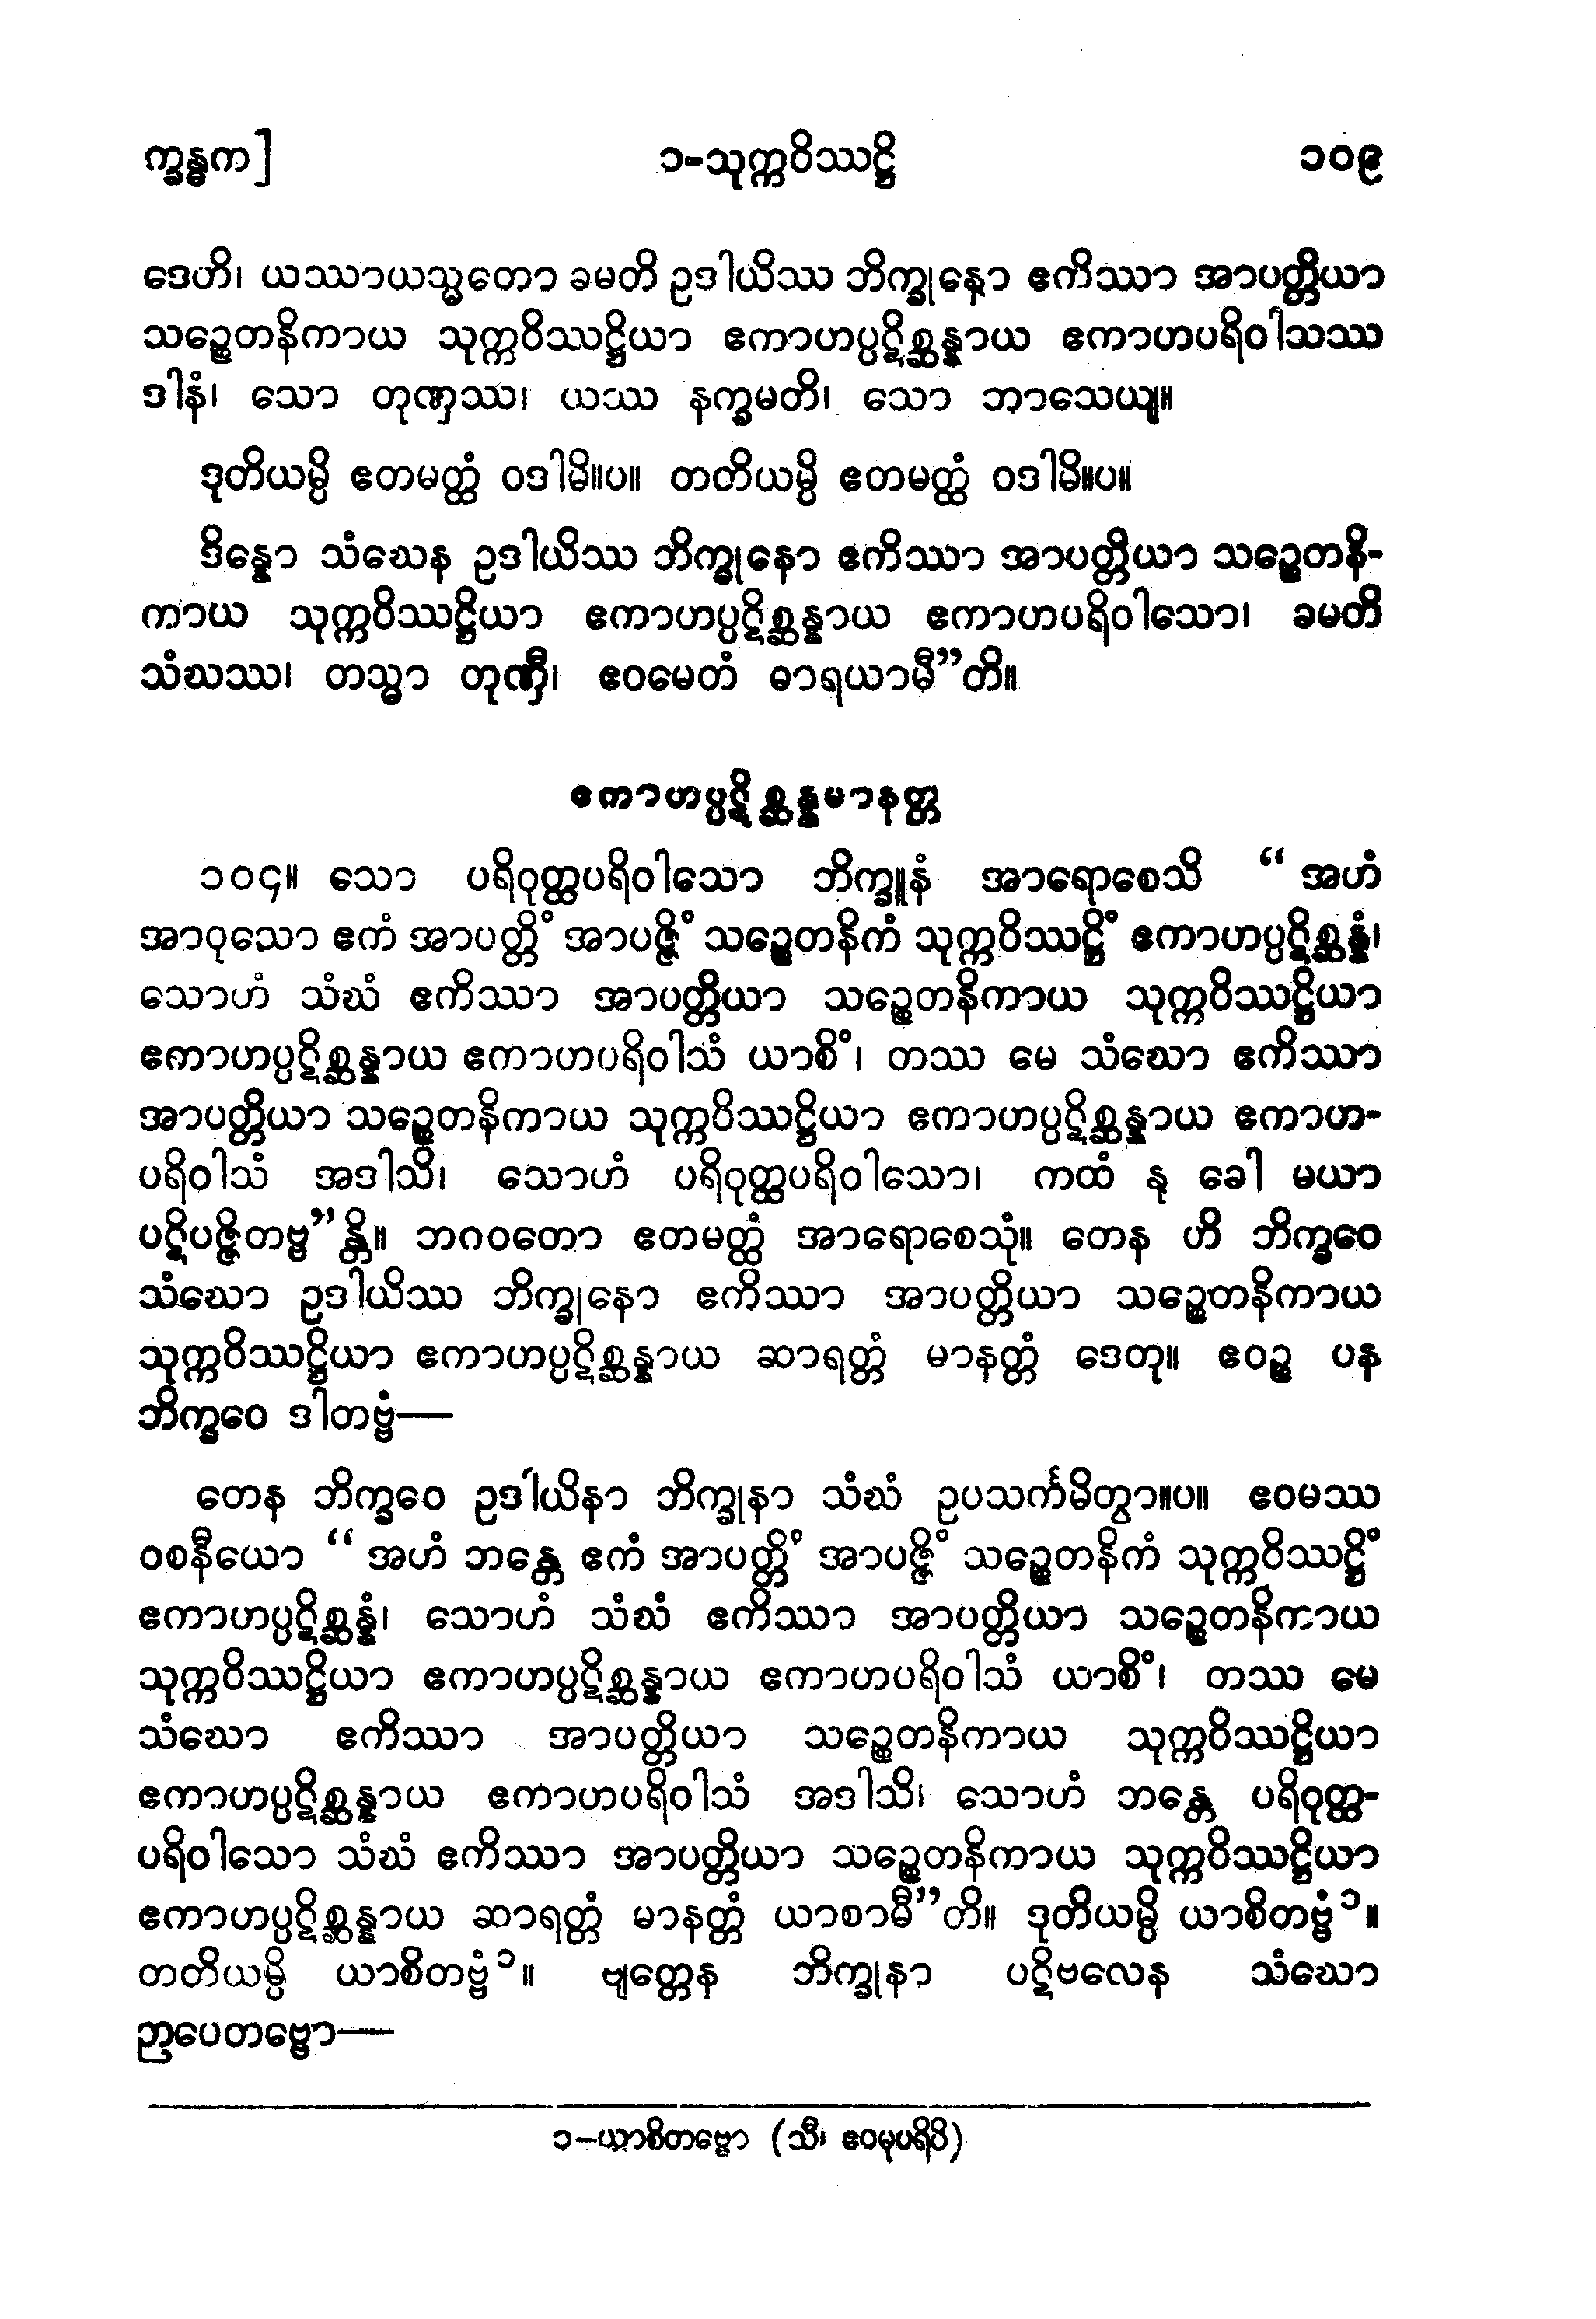 က္ခန္ဓက]
၁-သုက္ကဝိဿဋ္ဌိ
၁၀၉
ဒေဟိ၊ ယဿာယသ္မတော ခမတိ ဥဒါယိဿ ဘိက္ခုနော ဧကိဿာ အာပတ္တိယာ
သဉ္စေတနိကာယ သုက္ကဝိဿဋ္ဌိယာ ဧကာဟပ္ပဋိစ္ဆန္နာယ ဧကာဟပရိဝါသဿ
ဒါနံ၊ သော တုဏှဿ၊ ယဿ နက္ခမတိ၊ သော ဘာသေယျ။
ဒုတိယမ္ပိ ဧတမတ္ထံ ဝဒါမိ။ပ။ တတိယမ္ပိ ဧတမတ္ထံ ဝဒါမိ။ပ။
ဒိန္နော သံဃေန ဥဒါယိဿ ဘိက္ခုနော ဧကိဿာ အာပတ္တိယာ သဉ္စေတနိ-
ကာယ သုက္ကဝိဿဋ္ဌိယာ ဧကာဟပ္ပဋိစ္ဆန္နာယ ဧကာဟပရိဝါသော၊ ခမတိ
သံဃဿ၊ တသ္မာ တုဏှီ၊ ဧဝမေတံ ဓာရယာမီ”တိ။
ဧကာဟပ္ပဋိစ္ဆန္နမာနတ္တ
၁၀၄။ သော ပရိဝုတ္ထပရိဝါသော ဘိက္ခူနံ အာရောစေသိ “ အဟံ
အာဝုသော ဧကံ အာပတ္တိံ အာပဇ္ဇိံ သဉ္စေတနိကံ သုက္ကဝိဿဋ္ဌိံ ဧကာဟပ္ပဋိစ္ဆန္နံ၊
သောဟံ သံဃံ ဧကိဿာ အာပတ္တိယာ သဉ္စေတနိကာယ သုက္ကဝိဿဋ္ဌိယာ
ဧကာဟပ္ပဋိစ္ဆန္နာယ ဧကာဟပရိဝါသံ ယာစိံ၊ တဿ မေ သံဃော ဧကိဿာ
အာပတ္တိယာ သဉ္စေတနိကာယ သုက္ကဝိဿဋ္ဌိယာ ဧကာဟပ္ပဋိစ္ဆန္နာယ ဧကာဟ-
ပရိဝါသံ အဒါသိ၊ သောဟံ ပရိဝုတ္ထပရိဝါသော၊ ကထံ နု ခေါ မယာ
ပဋိပဇ္ဇိတဗ္ဗ”န္တိ။ ဘဂဝတော ဧတမတ္ထံ အာရောစေသုံ။ တေန ဟိ ဘိက္ခဝေ
သံဃော ဥဒါယိဿ ဘိက္ခုနော ဧကိဿာ အာပတ္တိယာ သဉ္စေတနိကာယ
သုက္ကဝိဿဋ္ဌိယာ ဧကာဟပ္ပဋိစ္ဆန္နာယ ဆာရတ္တံ မာနတ္တံ ဒေတု။ ဧဝဉ္စ ပန
ဘိက္ခဝေ ဒါတဗ္ဗံ—
တေန ဘိက္ခဝေ ဥဒါယိနာ ဘိက္ခုနာ သံဃံ ဥပသင်္ကမိတွာ။ပ။ ဧဝမဿ
ဝစနီယော “ အဟံ ဘန္တေ ဧကံ အာပတ္တိံ အာပဇ္ဇိံ သဉ္စေတနိကံ သုက္ကဝိဿဋ္ဌိံ
ဧကာဟပ္ပဋိစ္ဆန္နံ၊ သောဟံ သံဃံ ဧကိဿာ အာပတ္တိယာ သဉ္စေတနိကာယ
သုက္ကဝိဿဋ္ဌိယာ ဧကာဟပ္ပဋိစ္ဆန္နာယ ဧကာဟပရိဝါသံ ယာစိံ၊ တဿ မေ
သံဃော ဧကိဿာ အာပတ္တိယာ သဉ္စေတနိကာယ သုက္ကဝိဿဋ္ဌိယာ
ဧကာဟပ္ပဋိစ္ဆန္နာယ ဧကာဟပရိဝါသံ အဒါသိ၊ သောဟံ ဘန္တေ ပရိဝုတ္ထ-
ပရိဝါသော သံဃံ ဧကိဿာ အာပတ္တိယာ သဉ္စေတနိကာယ သုက္ကဝိဿဋ္ဌိယာ
ဧကာဟပ္ပဋိစ္ဆန္နာယ ဆာရတ္တံ မာနတ္တံ ယာစာမီ”တိ။ ဒုတိယမ္ပိ ယာစိတဗ္ဗံ၁။
တတိယမ္ပိ ယာစိတဗ္ဗံ၁။ ဗျတ္တေန ဘိက္ခုနာ ပဋိဗလေန သံဃော
ဉာပေတဗ္ဗော—
၁–ယာစိတဗ္ဗော (သီ၊ ဧဝမုပရိပိ)